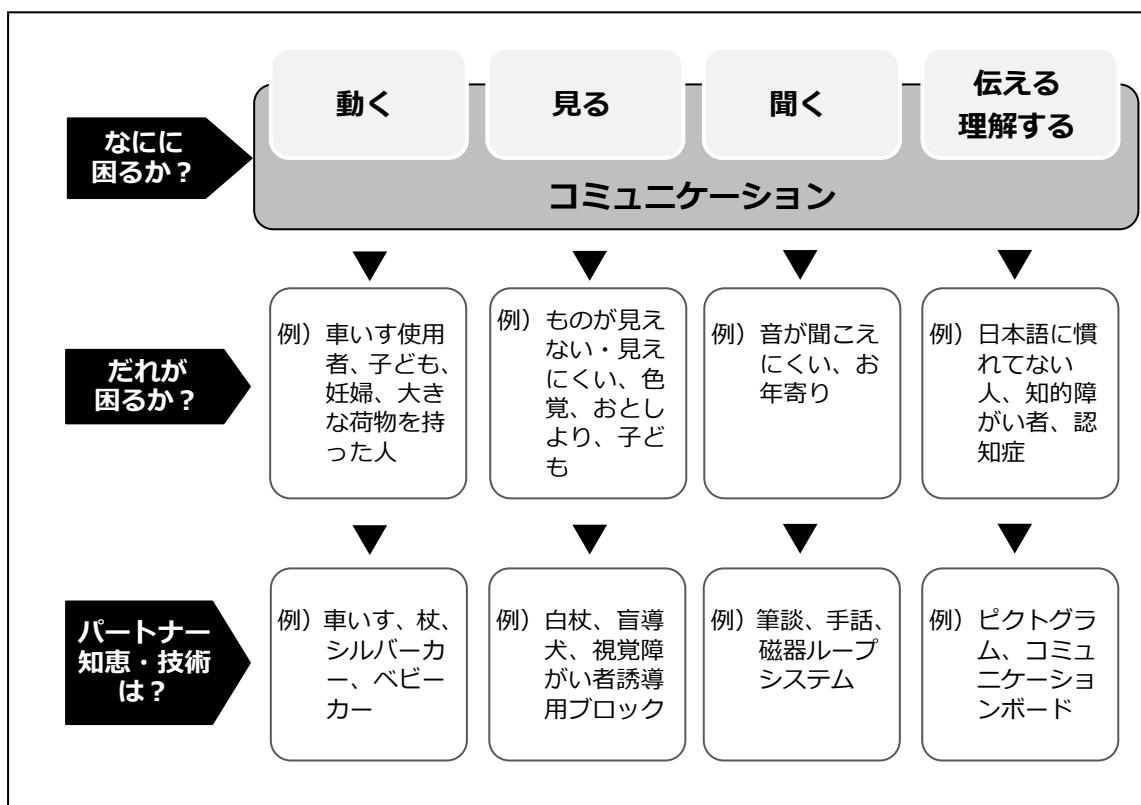 なにに
困るか？
動く
見る
聞く
伝える
理解する
コミュニケーション
だれが
困るか？
例）車いす使用
者、子ども、
妊婦、大き
な荷物を持
った人
例）ものが見え
ない・見え
にくい、色
覚、おとし
より、子ど
も
例）音が聞こえ
にくい、お
年寄り
例）日本語に慣
れてない
人、知的障
がい者、認
知症
パートナー
知恵・技術
は？
例）車いす、杖、
シルバーカ
ー、ベビー
カー
例）白杖、盲導
犬、視覚障
がい者誘導
用ブロック
例）筆談、手話、
磁器ループ
システム
例）ピクトグラ
ム、コミュ
ニケーショ
ンボード